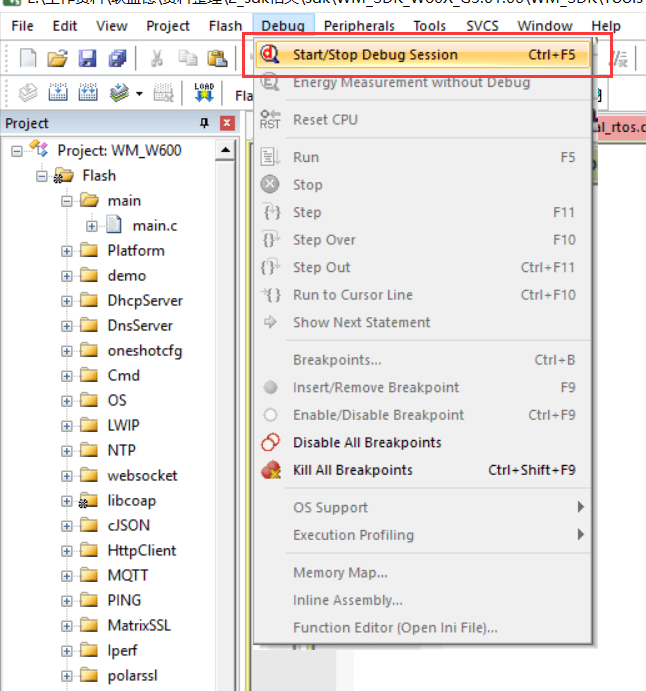 File Edit View Project Flash Debug Peripherals Tools SVCS Window Help
Start/Stop Debug Session Ctrl+F5
Energy Measurement without Debug
Reset CPU
Run F5
Stop
Step F11
Step Over F10
Step Out Ctrl+F11
Run to Cursor Line Ctrl+F10
Show Next Statement
Breakpoints... Ctrl+B
Insert/Remove Breakpoint F9
Enable/Disable Breakpoint Ctrl+F9
Disable All Breakpoints
Kill All Breakpoints Ctrl+Shift+F9
OS Support
Execution Profiling
Memory Map...
Inline Assembly...
Function Editor (Open Ini File)...
LOAD
Fla
al_rtos.c
Project
Project: WM_W600
Flash
main
main.c
Platform
demo
DhcpServer
DnsServer
oneshotcfg
Cmd
OS
LWIP
NTP
websocket
libcoap
cJSON
HttpClient
MQTT
PING
MatrixSSL
Iperf
polarssl